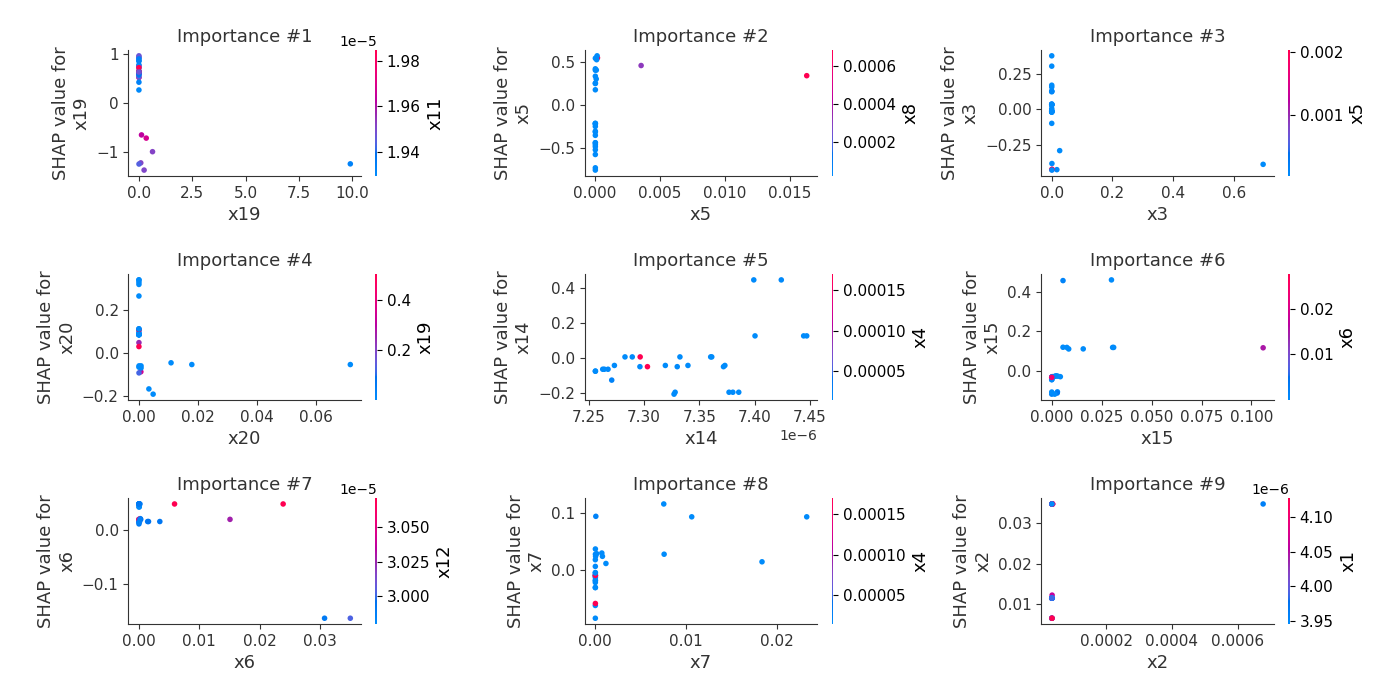 Importance #1
1e−5
SHAP value for
x19
1
0
−1
0.0 2.5 5.0 7.5 10.0
x19
1.98
1.96
1.94
x11
Importance #2
SHAP value for
x5
0.5
0.0
−0.5
0.000 0.005 0.010 0.015
x5
0.0006
0.0004
0.0002
x8
Importance #3
SHAP value for
x3
0.25
0.00
−0.25
0.0 0.2 0.4 0.6
x3
0.002
0.001
x5
Importance #4
SHAP value for
x20
0.2
0.0
−0.2
0.00 0.02 0.04 0.06
x20
0.4
0.2
x19
Importance #5
SHAP value for
x14
0.4
0.2
0.0
−0.2
7.25 7.30 7.35 7.40 7.45
x14
1e−6
0.00015
0.00010
0.00005
x4
Importance #6
SHAP value for
x15
0.4
0.2
0.0
0.000 0.025 0.050 0.075 0.100
x15
0.02
0.01
x6
Importance #7
1e−5
SHAP value for
x6
0.0
−0.1
0.00 0.01 0.02 0.03
x6
3.050
3.025
3.000
x12
Importance #8
SHAP value for
x7
0.1
0.0
0.00 0.01 0.02
x7
0.00015
0.00010
0.00005
x4
Importance #9
1e−6
SHAP value for
x2
0.03
0.02
0.01
0.0002 0.0004 0.0006
x2
4.10
4.05
4.00
3.95
x1